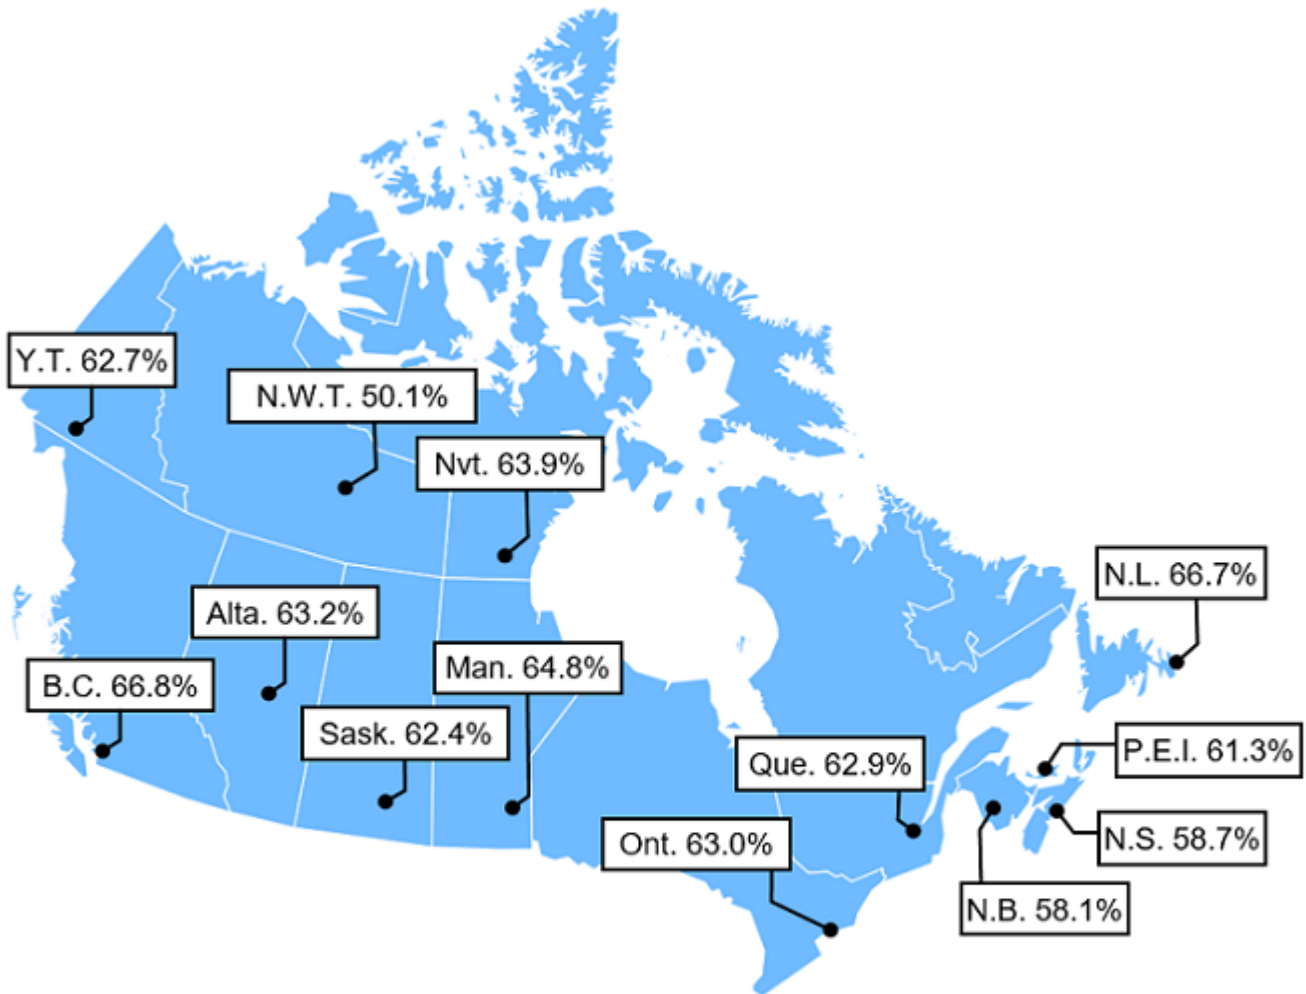 Y.T. 62.7%
N.W.T. 50.1%
Nvt. 63.9%
N.L. 66.7%
Alta. 63.2%
Man. 64.8%
B.C. 66.8%
Sask. 62.4%
Que. 62.9%
P.E.I. 61.3%
Ont. 63.0%
N.S. 58.7%
N.B. 58.1%